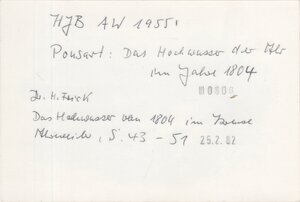 HJB AW 1955:
Ponsart: Das Hochwasser der Ahr
im Jahre 1804
Dr. H. Frick
Das Hochwasser von 1804 im Kreise
Ahrweiler, S. 43 - 51 25.2.82